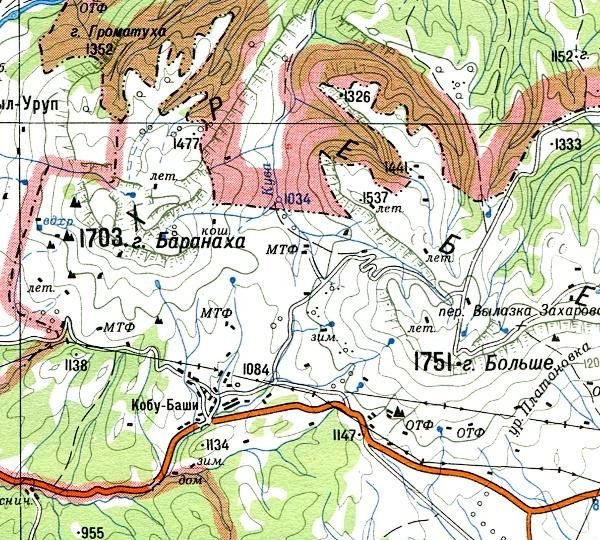 ОТФ
г. Громатуха
1352
1152·г.
ыл-Уруп
·1326
Р
·1333
1477·
Е
1441·
лет.
Кува
1034
·1537
лет.
вдхр.
Х
кош.
1703·г. Баранаха
МТФ
Б
лет.
лет.
пер. Вылазка Захарова
Е
МТФ
МТФ
зим.
лет.
1138
1084
1751·г. Больше
120
ур. Платоновка
Кобу-Баши
·1134
1147·
ОТФ
ОТФ
зим.
дом
снич.
·955